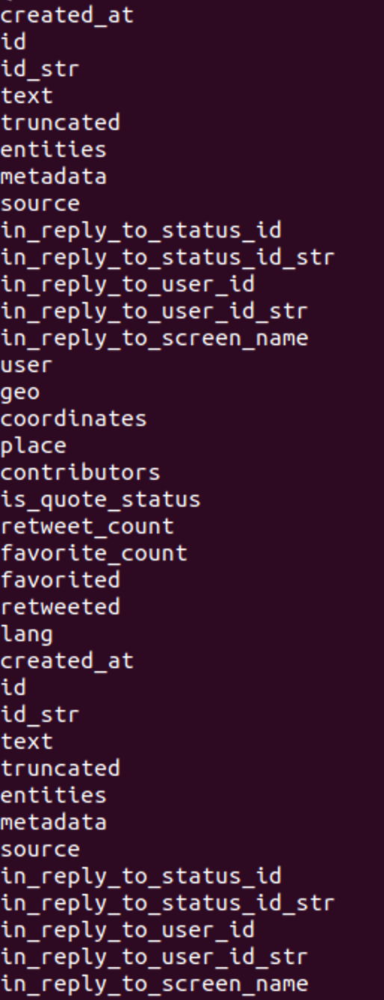 created_at
id
id_str
text
truncated
entities
metadata
source
in_reply_to_status_id
in_reply_to_status_id_str
in_reply_to_user_id
in_reply_to_user_id_str
in_reply_to_screen_name
user
geo
coordinates
place
contributors
is_quote_status
retweet_count
favorite_count
favorited
retweeted
lang
created_at
id
id_str
text
truncated
entities
metadata
source
in_reply_to_status_id
in_reply_to_status_id_str
in_reply_to_user_id
in_reply_to_user_id_str
in_reply_to_screen_name